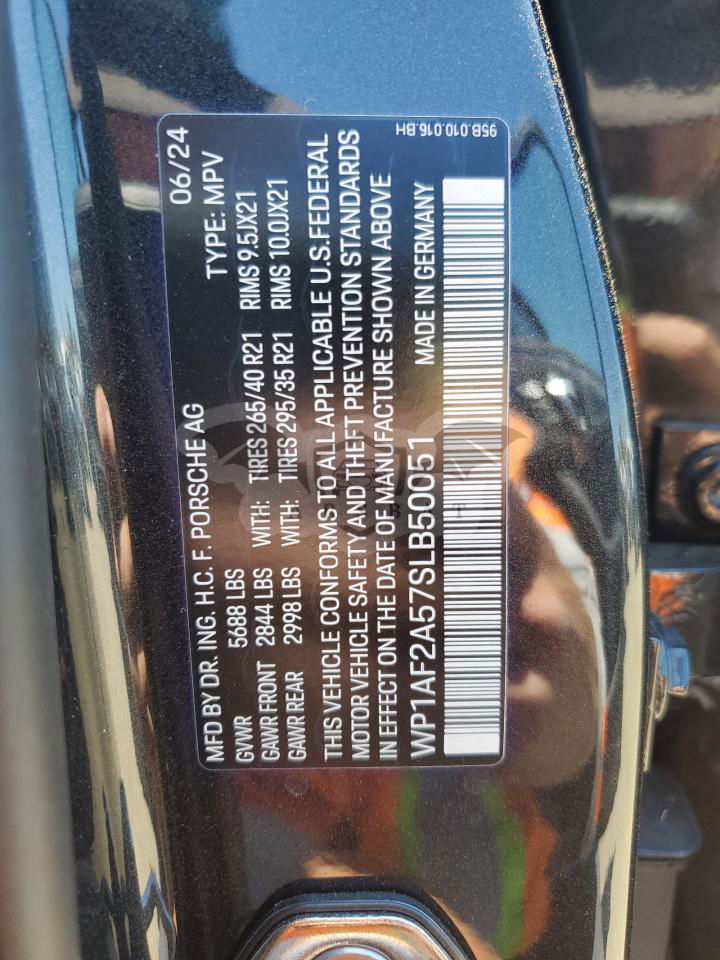 MFD BY DR. ING. H.C. F. PORSCHE AG 06/24
GVWR 5688 LBS TYPE: MPV
GAWR FRONT 2844 LBS WITH: TIRES 265/40 R21 RIMS 9.5JX21
GAWR REAR 2998 LBS WITH: TIRES 295/35 R21 RIMS 10.0JX21
THIS VEHICLE CONFORMS TO ALL APPLICABLE U.S.FEDERAL
MOTOR VEHICLE SAFETY AND THEFT PREVENTION STANDARDS
IN EFFECT ON THE DATE OF MANUFACTURE SHOWN ABOVE
WP1AF2A57SLB50051 MADE IN GERMANY
95B.010.016.BH